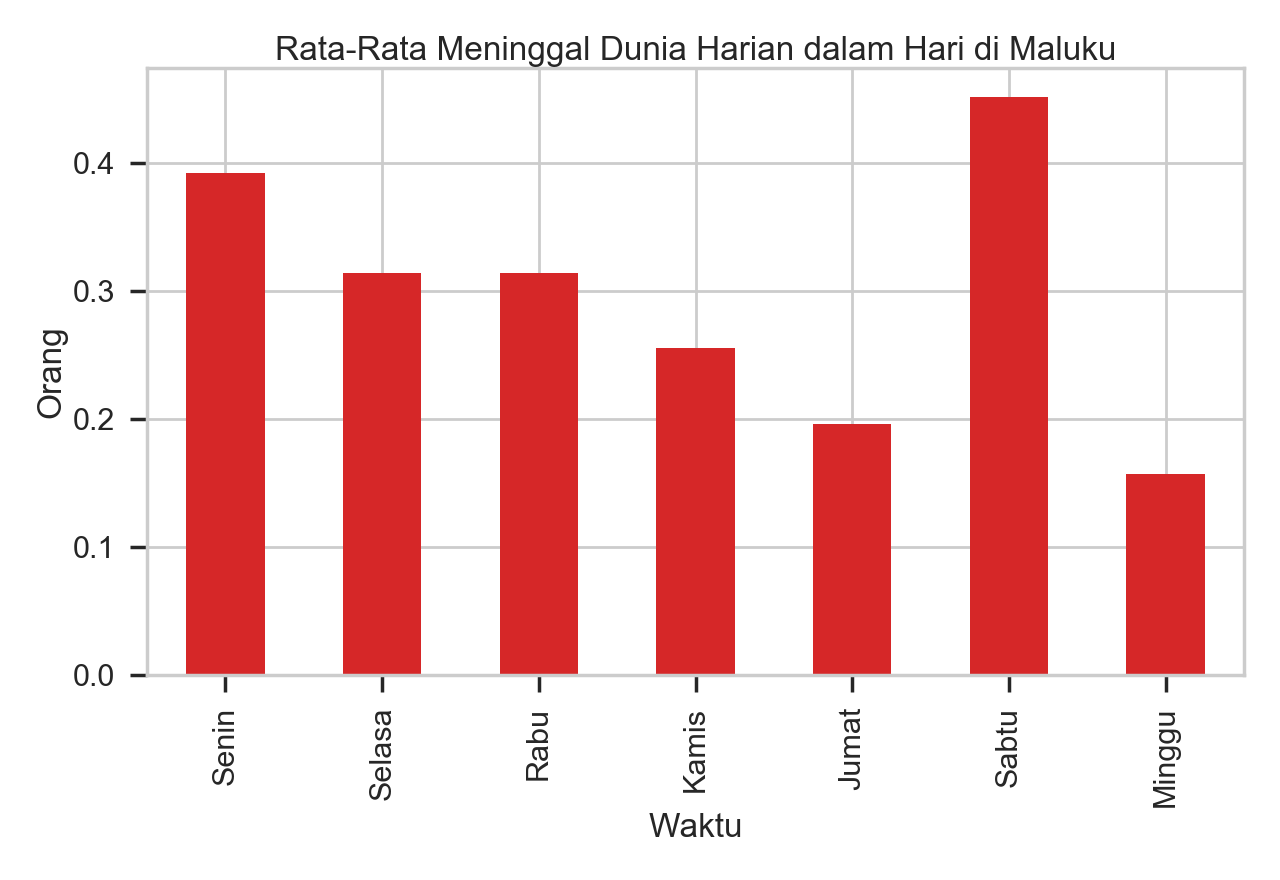 Rata-Rata Meninggal Dunia Harian dalam Hari di Maluku
Orang
0.4
0.3
0.2
0.1
0.0
Senin
Selasa
Rabu
Kamis
Jumat
Sabtu
Minggu
Waktu